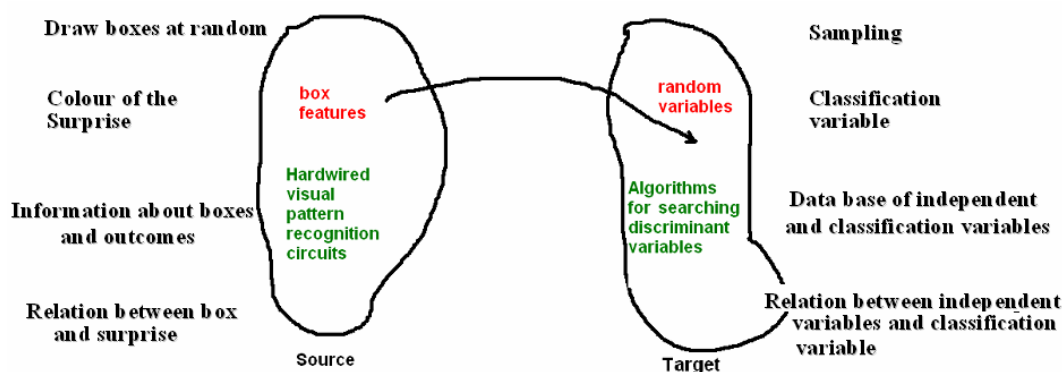 Draw boxes at random
Sampling
Colour of the
Surprise
box
features
random
variables
Classification
variable
Hardwired
visual
pattern
recognition
circuits
Algorithms
for searching
discriminant
variables
Information about boxes
and outcomes
Data base of independent
and classification variables
Relation between box
and surprise
Relation between independent
variables and classification
variable
Source
Target